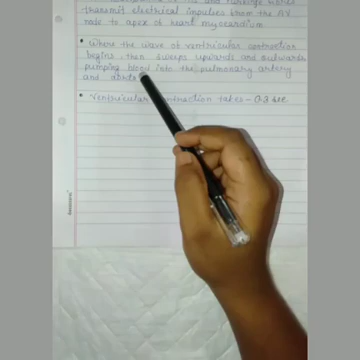 and Purkinje fibres
transmit electrical impulses from the AV
node to apex of heart myocardium
• Where the wave of ventricular contraction
begins then sweeps upwards and outwards
pumping blood into the pulmonary artery
and aorta
• Ventricular contraction takes - 0.3 sec